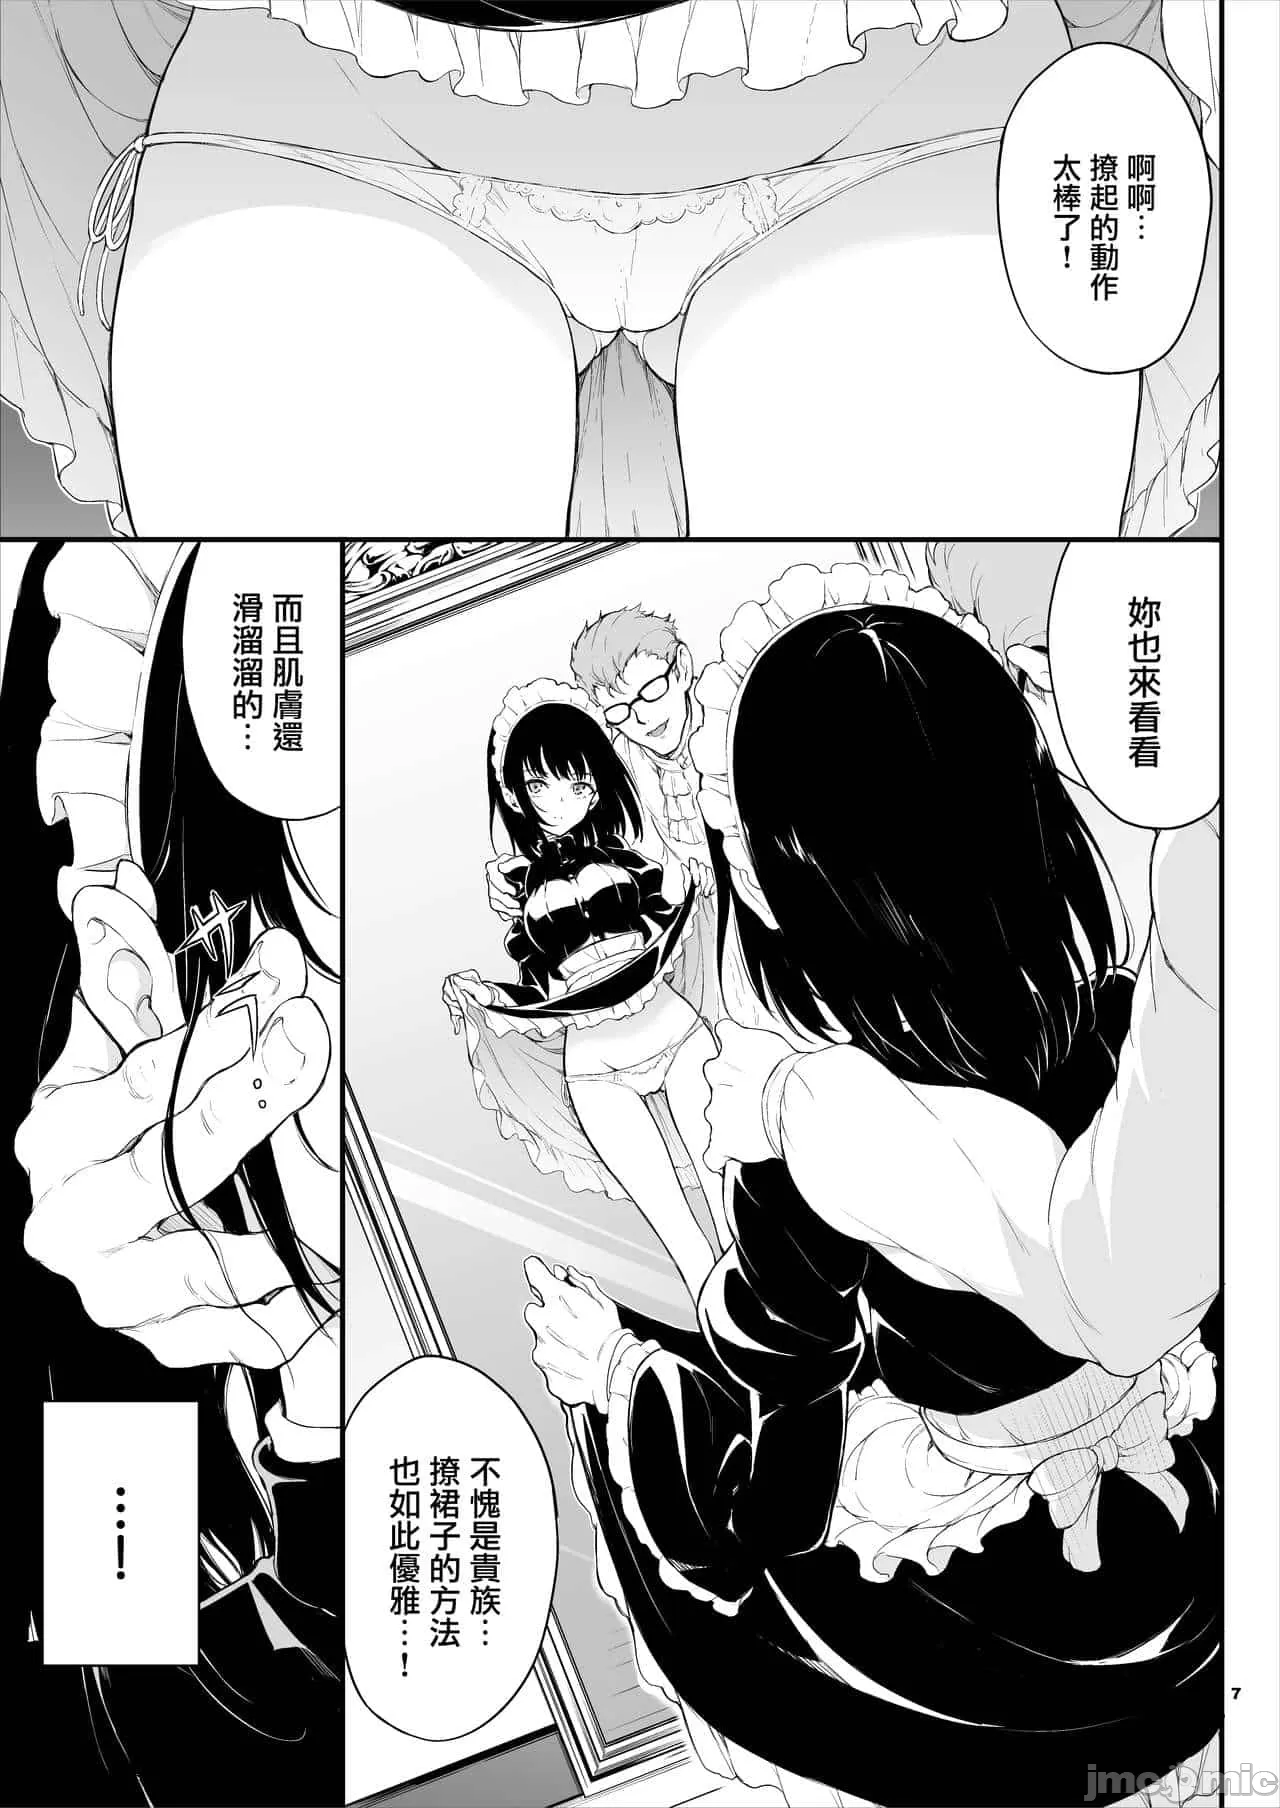 啊啊…
撩起的動作
太棒了！
妳也來看看
不愧是貴族…
撩裙子的方法
也如此優雅…！
而且肌膚還
滑溜溜的…
…！
7